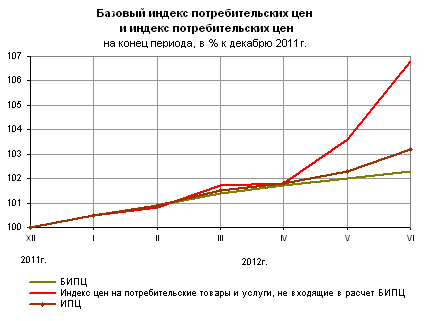 Базовый индекс потребительских цен
и индекс потребительских цен
на конец периода, в % к декабрю 2011г.
107
106
105
104
103
102
101
100
XII I II III IV V VI
2011г. 2012г.
БИПЦ
Индекс цен на потребительские товары и услуги, не входящие в расчет БИПЦ
ИПЦ